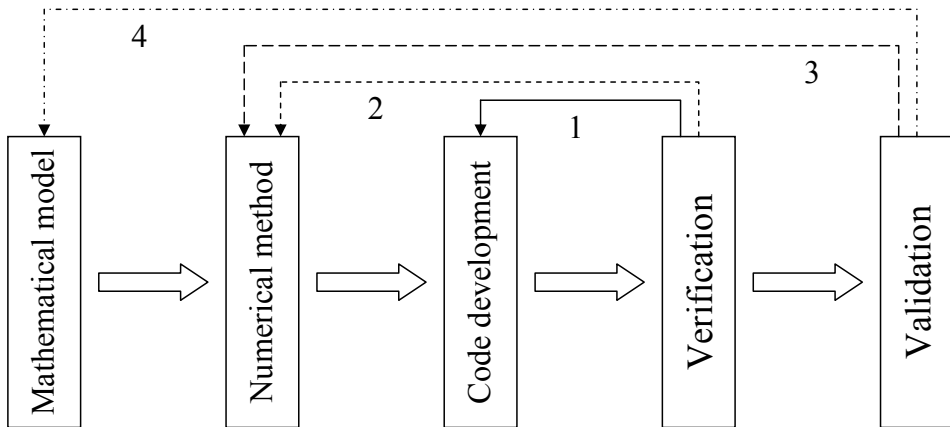 4
3
2
1
Mathematical model
Numerical method
Code development
Verification
Validation